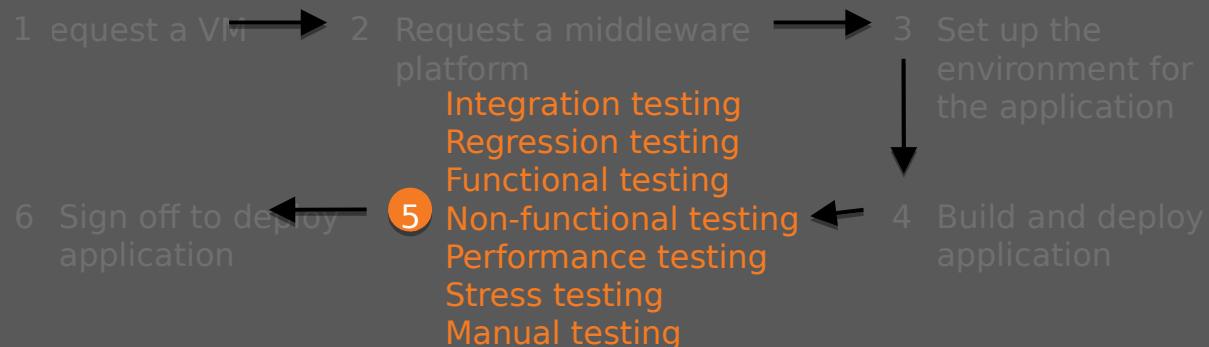 1 equest a VM
2 Request a middleware
platform
3 Set up the
environment for
the application
4 Build and deploy
application
5
Integration testing
Regression testing
Functional testing
Non-functional testing
Performance testing
Stress testing
Manual testing
6 Sign off to deploy
application